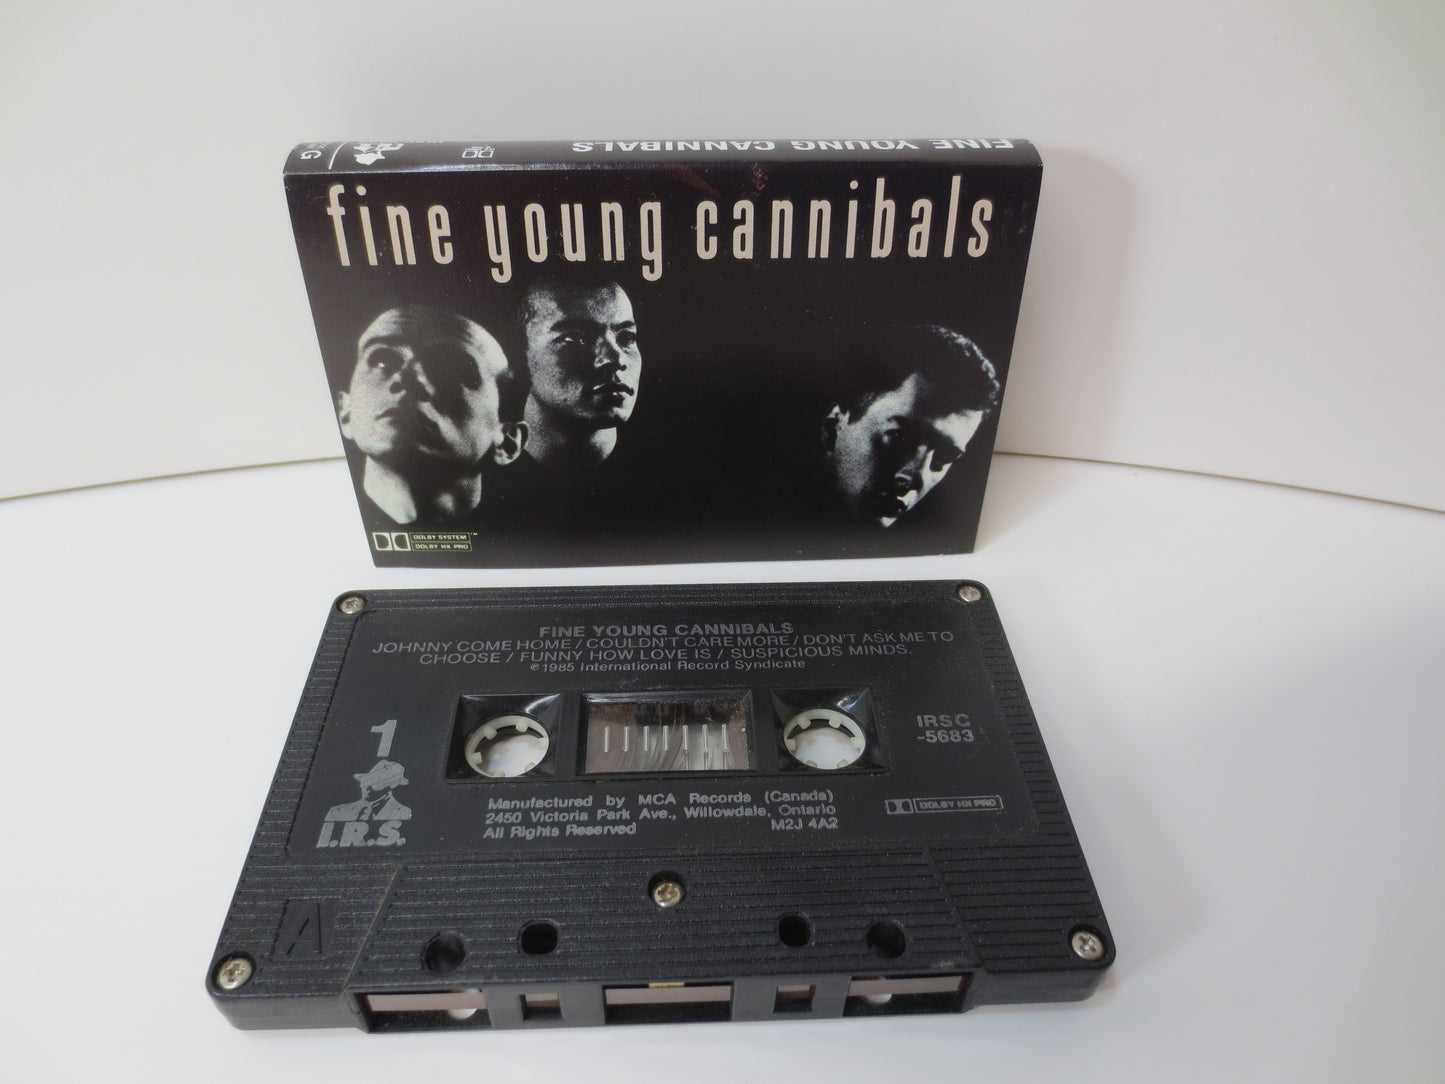 FINE YOUNG CANNIBALS
G
fine young cannibals
DOLBY SYSTEM ™
DOLBY HX PRO
FINE YOUNG CANNIBALS
JOHNNY COME HOME / COULDN'T CARE MORE / DON'T ASK ME TO
CHOOSE / FUNNY HOW LOVE IS / SUSPICIOUS MINDS.
℗1985 International Record Syndicate
1
IRSC
-5683
I.R.S.
Manufactured by MCA Records (Canada)
2450 Victoria Park Ave., Willowdale, Ontario
All Rights Reserved M2J 4A2
DOLBY HX PRO
A